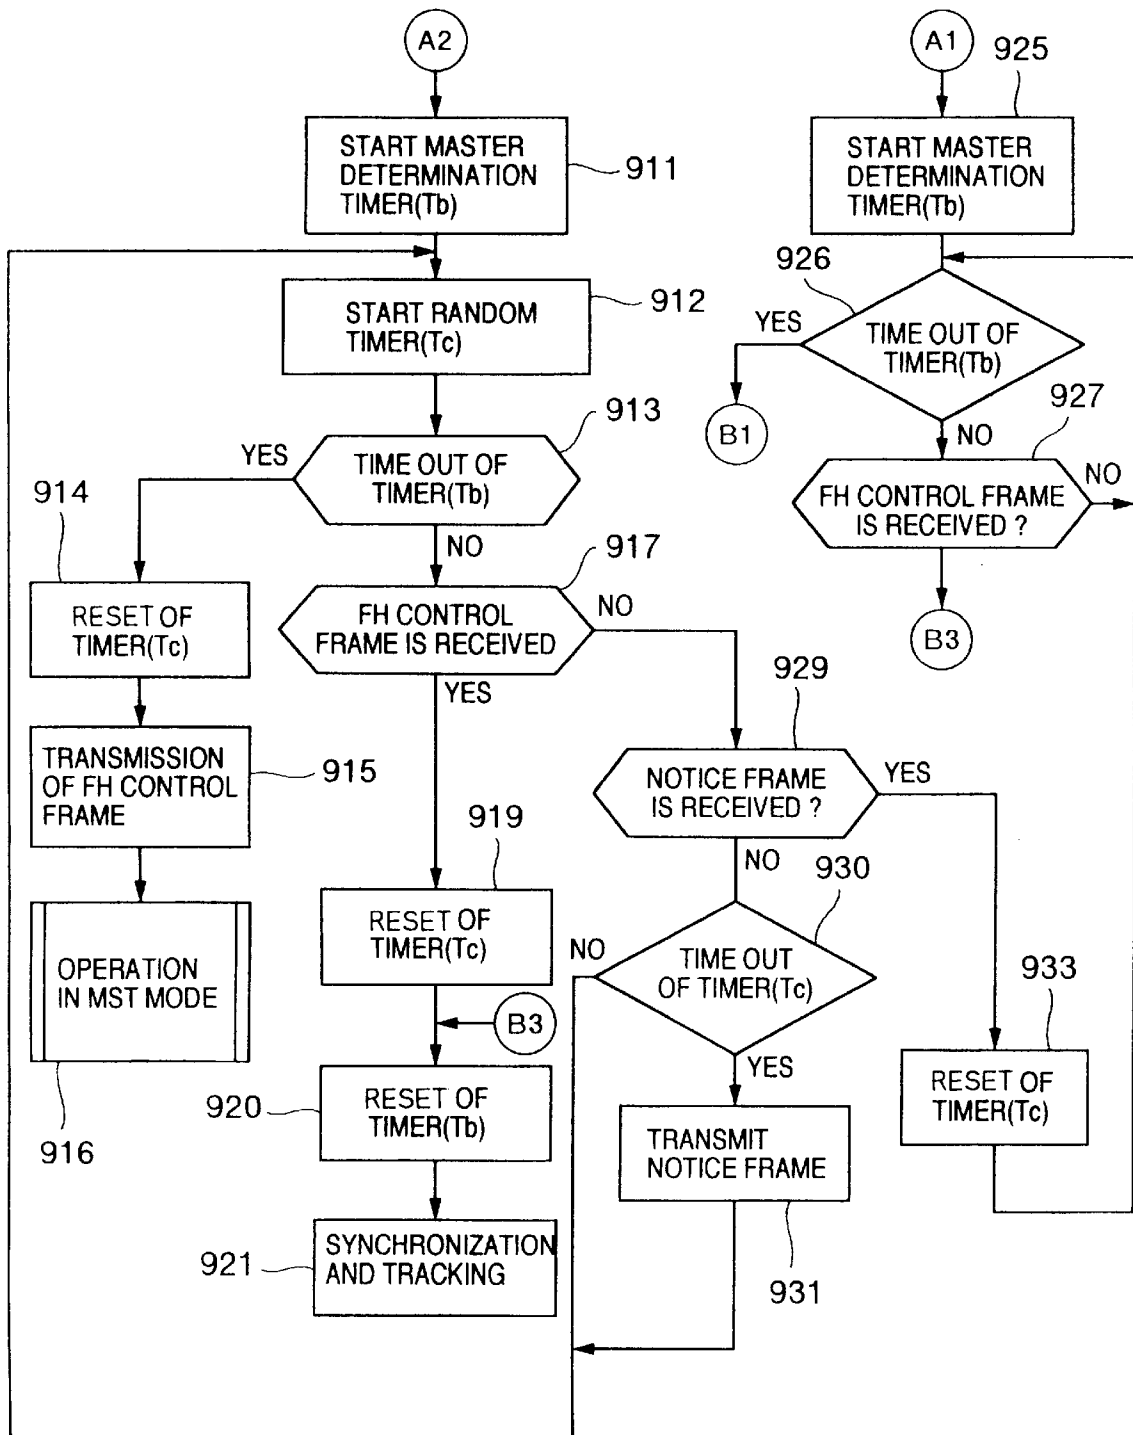 A2
A1
925
START MASTER
DETERMINATION
TIMER(Tb)
911
START MASTER
DETERMINATION
TIMER(Tb)
926
START RANDOM
TIMER(Tc)
912
YES
TIME OUT OF
TIMER(Tb)
927
913
B1
NO
YES
TIME OUT OF
TIMER(Tb)
914
FH CONTROL FRAME
IS RECEIVED ?
NO
NO
917
RESET OF
TIMER(Tc)
FH CONTROL
FRAME IS RECEIVED
NO
B3
YES
929
TRANSMISSION
OF FH CONTROL
FRAME
915
NOTICE FRAME
IS RECEIVED ?
YES
919
NO
930
RESET OF
TIMER(Tc)
NO
TIME OUT
OF TIMER(Tc)
OPERATION
IN MST MODE
933
B3
YES
916
920
RESET OF
TIMER(Tb)
RESET OF
TIMER(Tc)
TRANSMIT
NOTICE FRAME
921
SYNCHRONIZATION
AND TRACKING
931